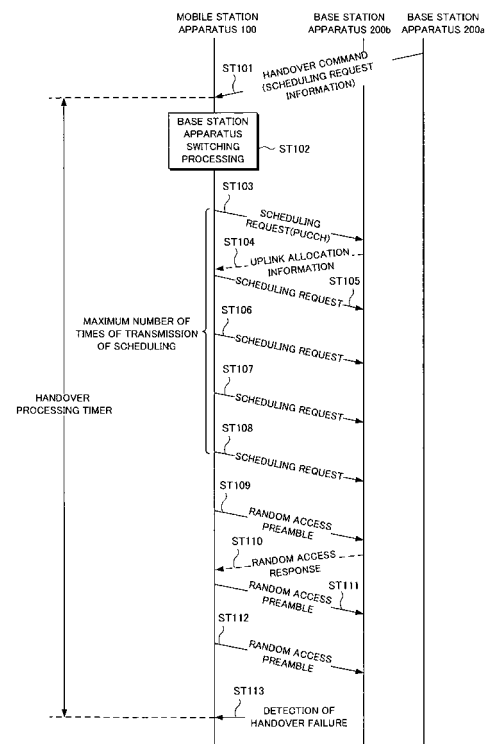 MOBILE STATION
APPARATUS 100
BASE STATION
APPARATUS 200b
BASE STATION
APPARATUS 200a
ST101
HANDOVER COMMAND
(SCHEDULING REQUEST
INFORMATION)
BASE STATION
APPARATUS
SWITCHING
PROCESSING
ST102
ST103
SCHEDULING
REQUEST(PUCCH)
ST104
UPLINK ALLOCATION
INFORMATION
ST105
SCHEDULING REQUEST
MAXIMUM NUMBER OF
TIMES OF TRANSMISSION
OF SCHEDULING
ST106
SCHEDULING REQUEST
ST107
SCHEDULING REQUEST
HANDOVER
PROCESSING TIMER
ST108
SCHEDULING REQUEST
ST109
RANDOM ACCESS
PREAMBLE
ST110
RANDOM ACCESS
RESPONSE
ST111
RANDOM ACCESS
PREAMBLE
ST112
RANDOM ACCESS
PREAMBLE
ST113
DETECTION OF
HANDOVER FAILURE